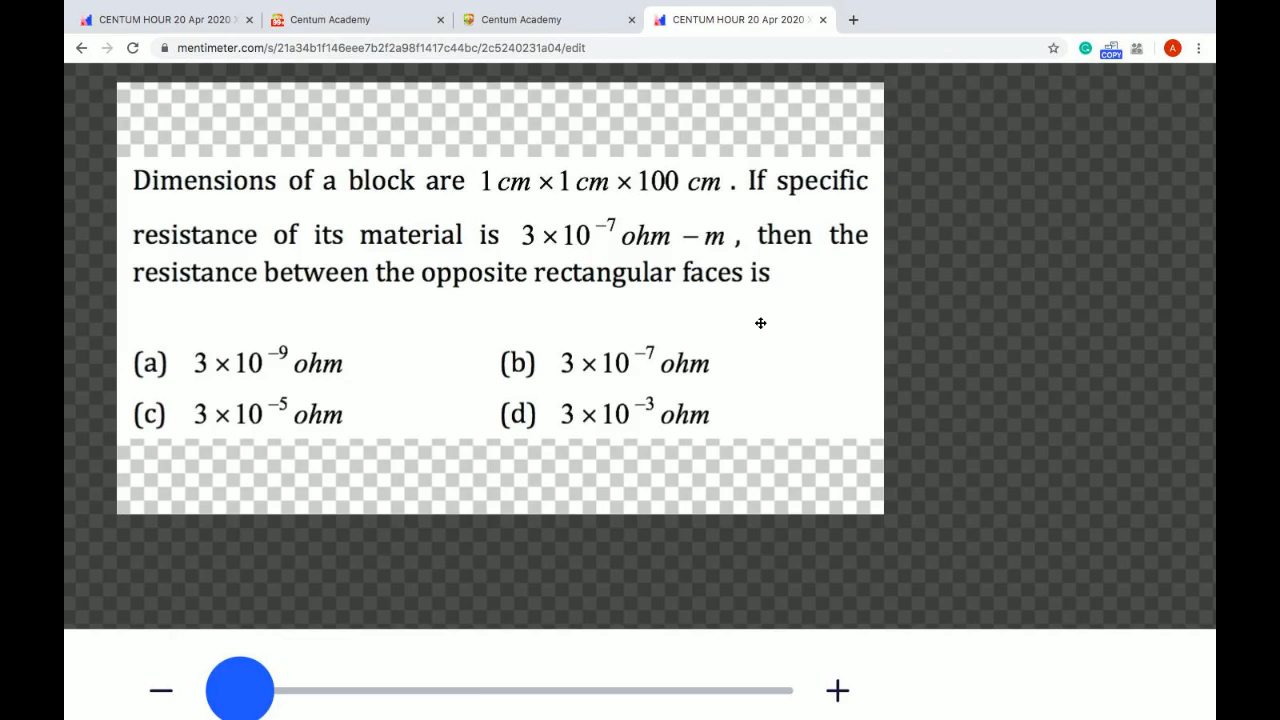 CENTUM HOUR 20 Apr 2020
Centum Academy
Centum Academy
CENTUM HOUR 20 Apr 2020
mentimeter.com/s/21a34b1f146eee7b2f2a98f1417c44bc/2c5240231a04/edit
COPY
A
Dimensions of a block are 1 cm × 1 cm × 100 cm . If specific
resistance of its material is 3 × 10⁻⁷ ohm – m , then the
resistance between the opposite rectangular faces is
(a) 3 × 10⁻⁹ ohm (b) 3 × 10⁻⁷ ohm
(c) 3 × 10⁻⁵ ohm (d) 3 × 10⁻³ ohm